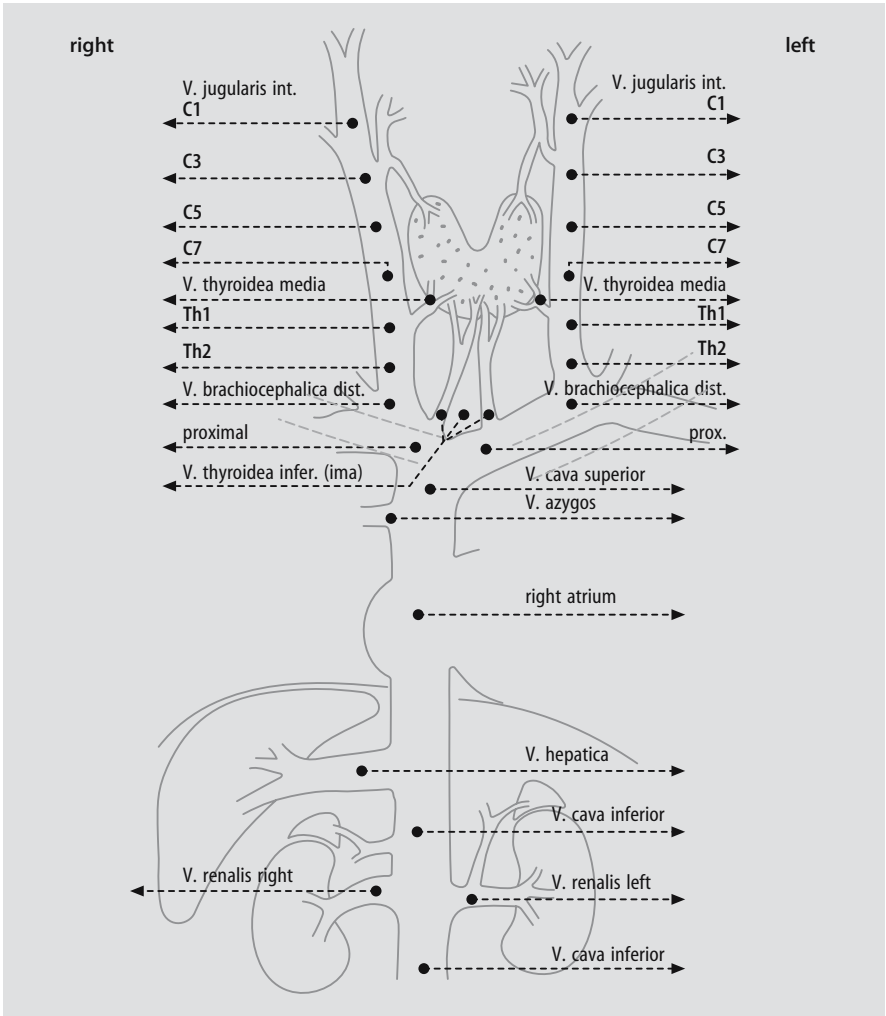 right
left
V. jugularis int.
V. jugularis int.
C1
C1
C3
C3
C5
C5
C7
C7
V. thyroidea media
V. thyroidea media
Th1
Th1
Th2
Th2
V. brachiocephalica dist.
V. brachiocephalica dist.
proximal
prox.
V. thyroidea infer. (ima)
V. cava superior
V. azygos
right atrium
V. hepatica
V. cava inferior
V. renalis right
V. renalis left
V. cava inferior